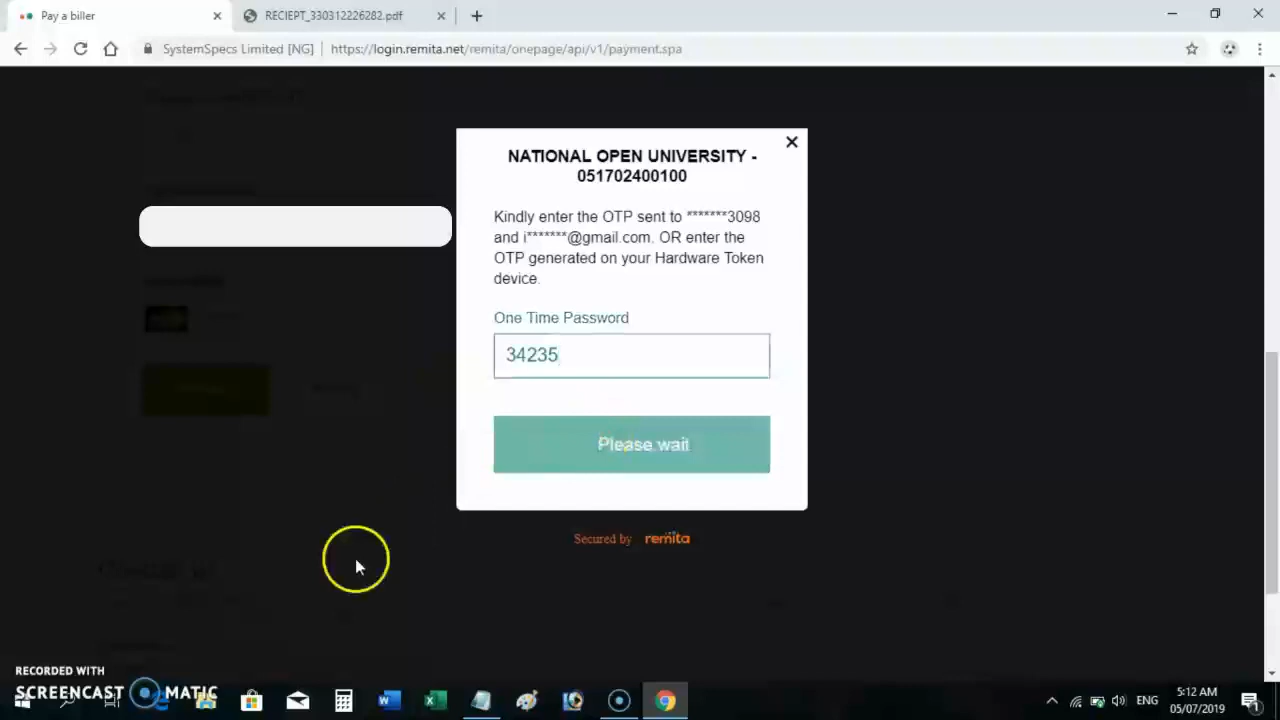 Pay a biller
RECIEPT_330312226282.pdf
SystemSpecs Limited [NG]
https://login.remita.net/remita/onepage/api/v1/payment.spa
NATIONAL OPEN UNIVERSITY -
051702400100
Kindly enter the OTP sent to *******3098
and i*******@gmail.com. OR enter the
OTP generated on your Hardware Token
device.
One Time Password
34235
Please wait
Secured by remita
RECORDED WITH
SCREENCAST MATIC
ENG
5:12 AM
05/07/2019